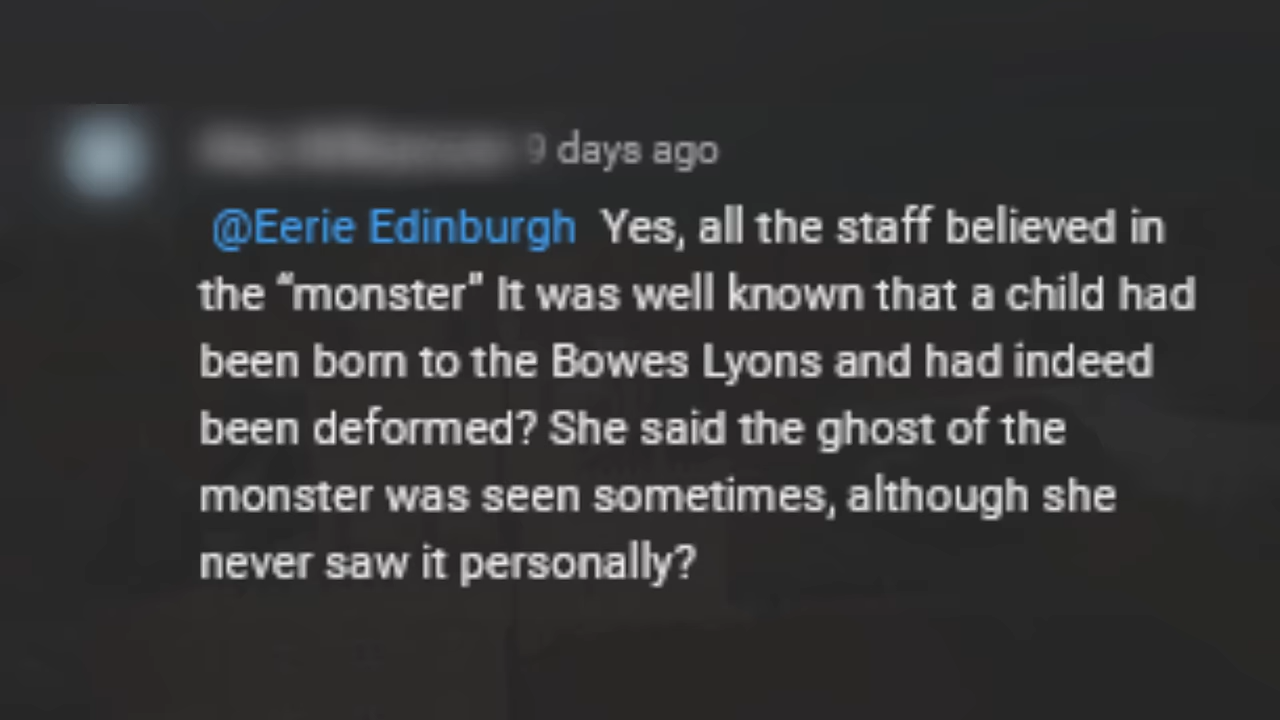 9 days ago
@Eerie Edinburgh Yes, all the staff believed in
the “monster” It was well known that a child had
been born to the Bowes Lyons and had indeed
been deformed? She said the ghost of the
monster was seen sometimes, although she
never saw it personally?